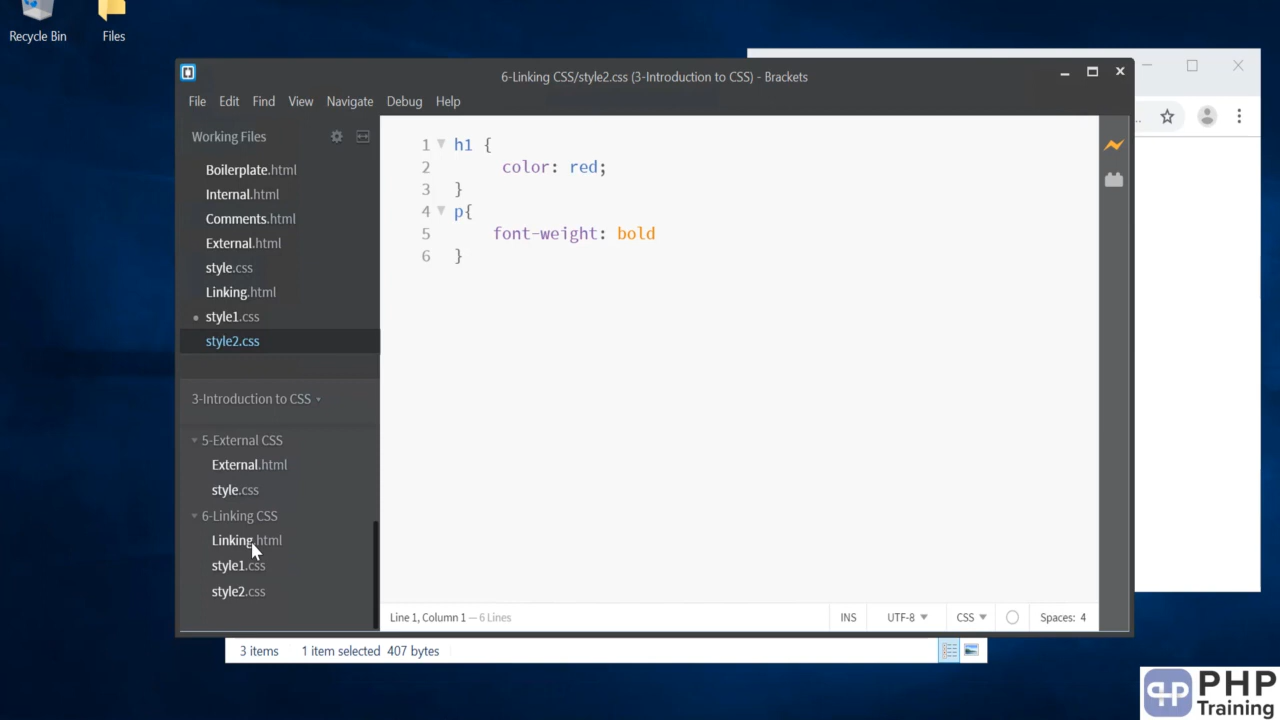 Recycle Bin
Files
6-Linking CSS/style2.css (3-Introduction to CSS) - Brackets
File Edit Find View Navigate Debug Help
Working Files
Boilerplate.html
Internal.html
Comments.html
External.html
style.css
Linking.html
style1.css
style2.css
3-Introduction to CSS
5-External CSS
External.html
style.css
6-Linking CSS
Linking.html
style1.css
style2.css
1 h1 {
2 color: red;
3 }
4 p{
5 font-weight: bold
6 }
Line 1, Column 1 — 6 Lines
INS UTF-8 CSS Spaces: 4
3 items 1 item selected 407 bytes
PHP
Training